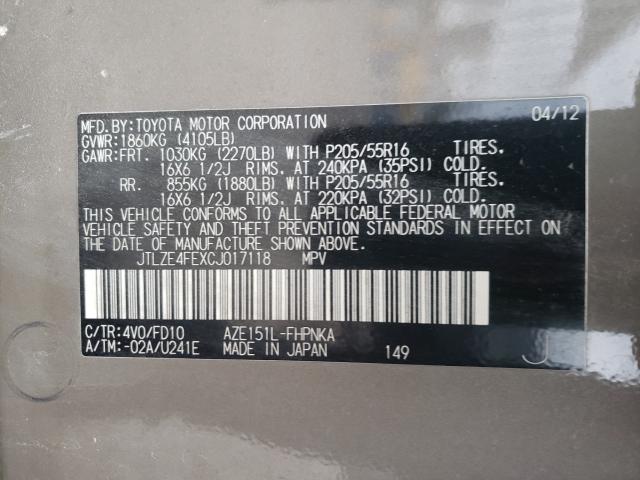 MFD.BY:TOYOTA MOTOR CORPORATION 04/12
GVWR:1860KG (4105LB)
GAWR:FRT. 1030KG (2270LB) WITH P205/55R16 TIRES.
16X6 1/2J RIMS. AT 240KPA (35PSI) COLD.
RR. 855KG (1880LB) WITH P205/55R16 TIRES.
16X6 1/2J RIMS. AT 220KPA (32PSI) COLD.
THIS VEHICLE CONFORMS TO ALL APPLICABLE FEDERAL MOTOR
VEHICLE SAFETY AND THEFT PREVENTION STANDARDS IN EFFECT ON
THE DATE OF MANUFACTURE SHOWN ABOVE.
JTLZE4FEXCJ017118 MPV
C/TR:4V0/FD10 AZE151L-FHPNKA
A/TM:-02A/U241E MADE IN JAPAN 149